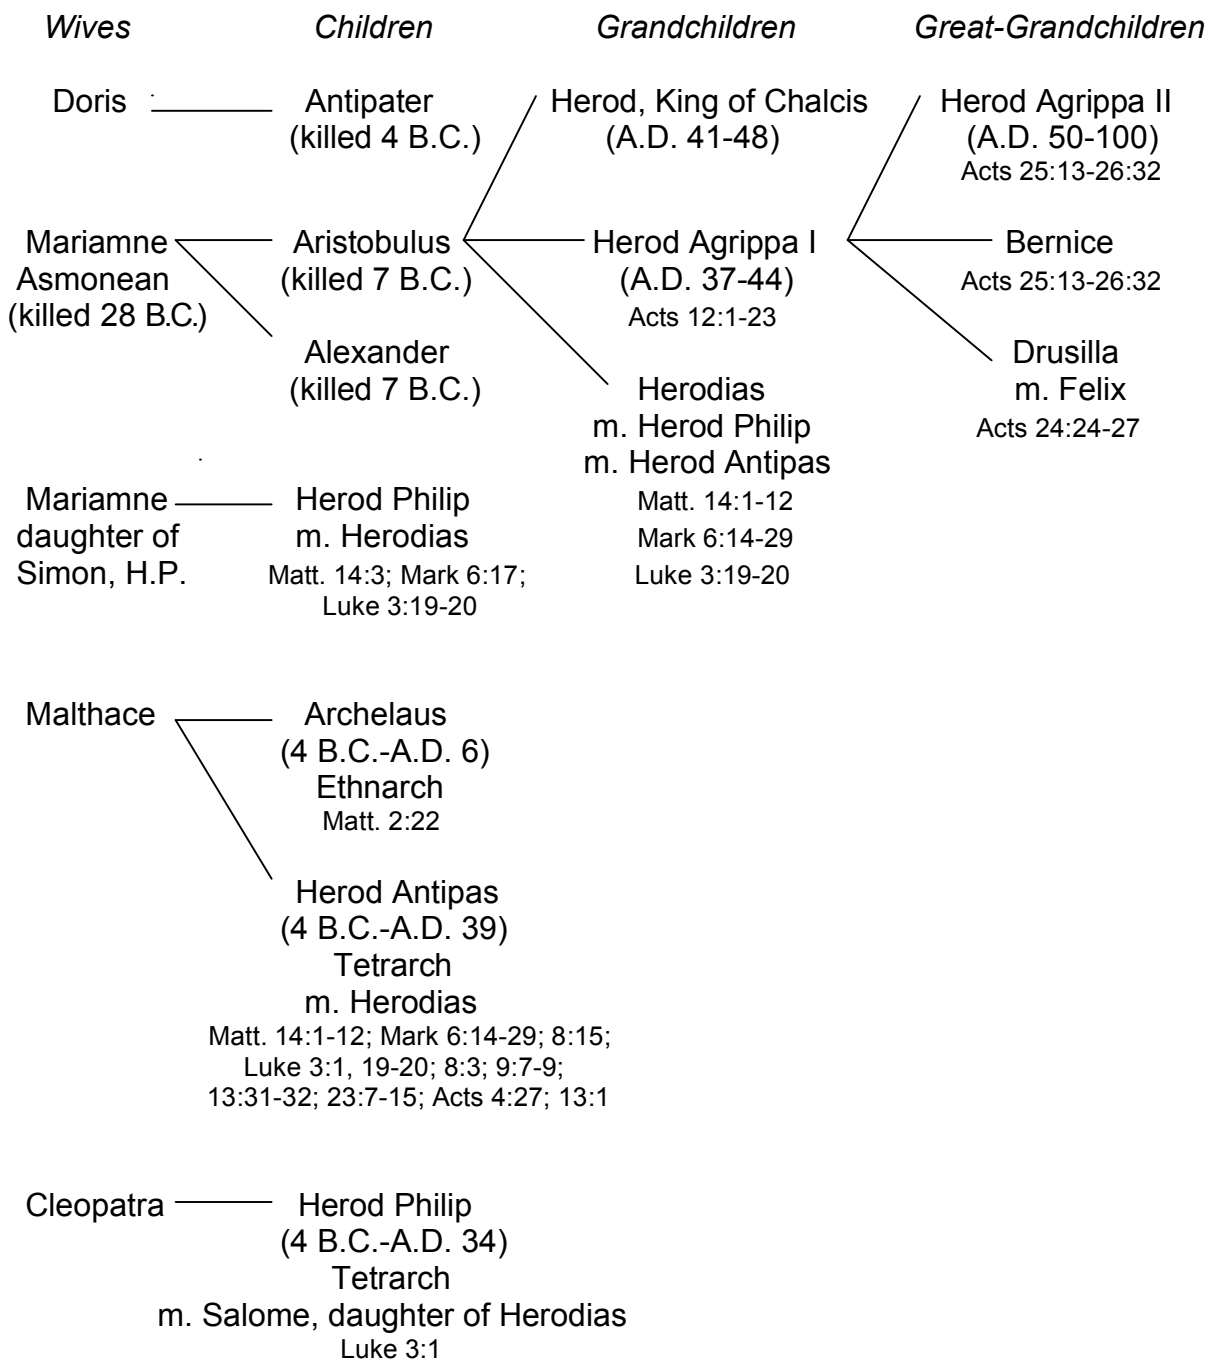 Wives Children Grandchildren Great-Grandchildren
Doris Antipater Herod, King of Chalcis Herod Agrippa II
(killed 4 B.C.) (A.D. 41-48) (A.D. 50-100)
Acts 25:13-26:32
Mariamne Aristobulus Herod Agrippa I Bernice
Asmonean (killed 7 B.C.) (A.D. 37-44) Acts 25:13-26:32
(killed 28 B.C.) Acts 12:1-23
Alexander Drusilla
(killed 7 B.C.) Herodias m. Felix
m. Herod Philip Acts 24:24-27
m. Herod Antipas
Mariamne Herod Philip Matt. 14:1-12
daughter of m. Herodias Mark 6:14-29
Simon, H.P. Matt. 14:3; Mark 6:17; Luke 3:19-20
Luke 3:19-20
Malthace Archelaus
(4 B.C.-A.D. 6)
Ethnarch
Matt. 2:22
Herod Antipas
(4 B.C.-A.D. 39)
Tetrarch
m. Herodias
Matt. 14:1-12; Mark 6:14-29; 8:15;
Luke 3:1, 19-20; 8:3; 9:7-9;
13:31-32; 23:7-15; Acts 4:27; 13:1
Cleopatra Herod Philip
(4 B.C.-A.D. 34)
Tetrarch
m. Salome, daughter of Herodias
Luke 3:1